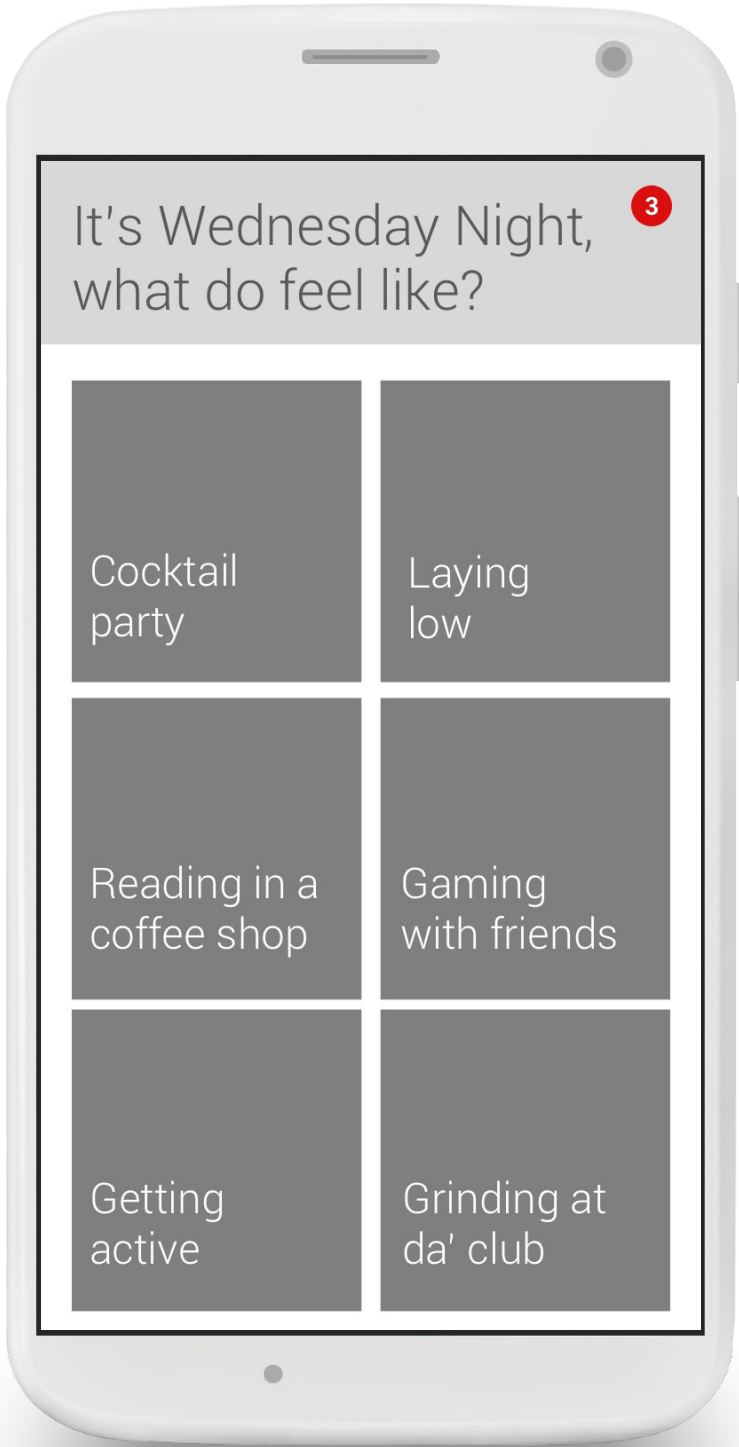 It's Wednesday Night,
what do feel like?
3
Cocktail
party
Laying
low
Reading in a
coffee shop
Gaming
with friends
Getting
active
Grinding at
da' club